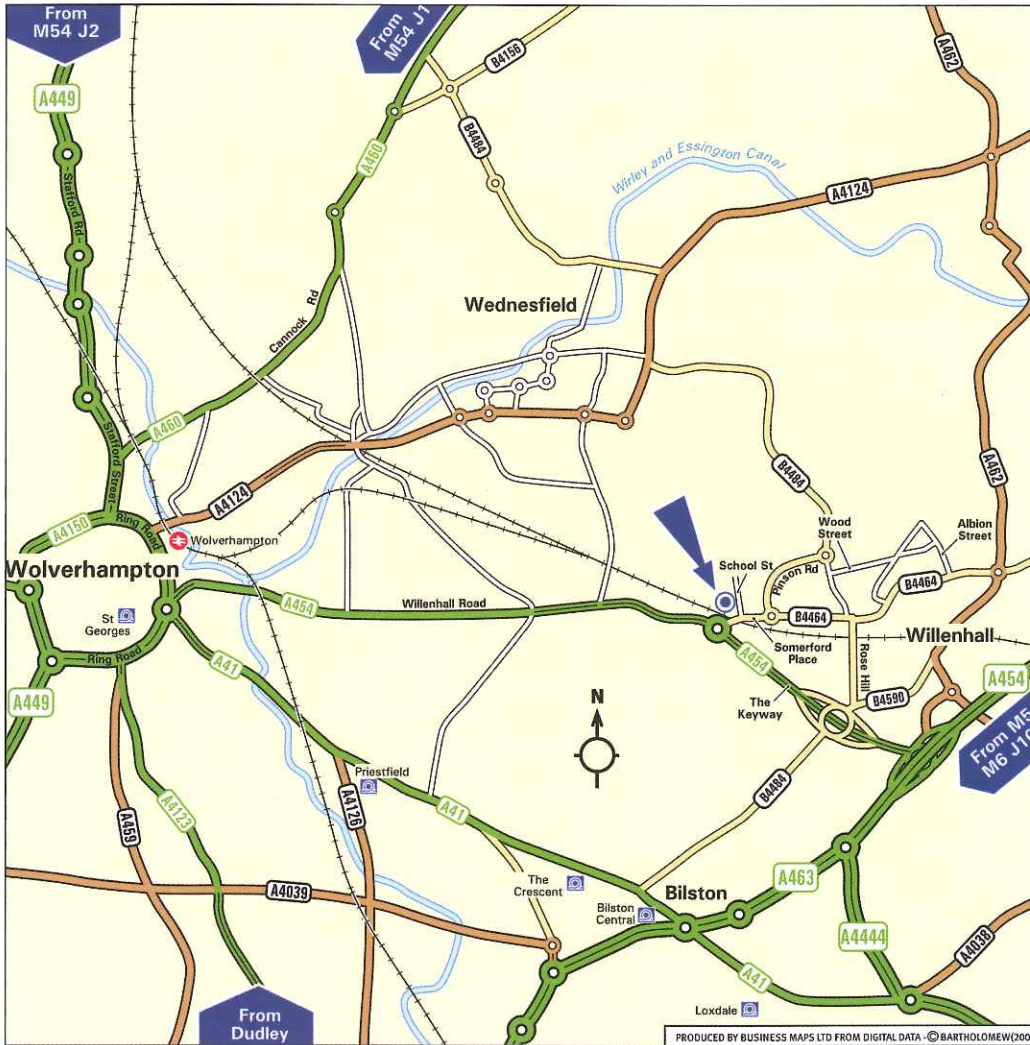 From
M54 J2
From
M54 J1
A449
Stafford Rd
A460
B4156
B4484
A462
Wirley and Essington Canal
A4124
Wednesfield
Cannock Rd
A460
Stafford Street
A4124
A4150
Ring Road
Wolverhampton
Wolverhampton
St
Georges
Ring Road
A449
A454
Willenhall Road
A41
B4484
A462
Wood
Street
Albion
Street
School St
Pinson Rd
B4464
B4464
Willenhall
Somerford
Place
Rose Hill
A454
The
Keyway
B4590
A454
From M5
M6 J10
N
Priestfield
A4126
A41
B4484
A459
A4123
A4039
The
Crescent
Bilston
Central
Bilston
A463
A4444
A4038
A41
Loxdale
From
Dudley
PRODUCED BY BUSINESS MAPS LTD FROM DIGITAL DATA - © BARTHOLOMEW(200